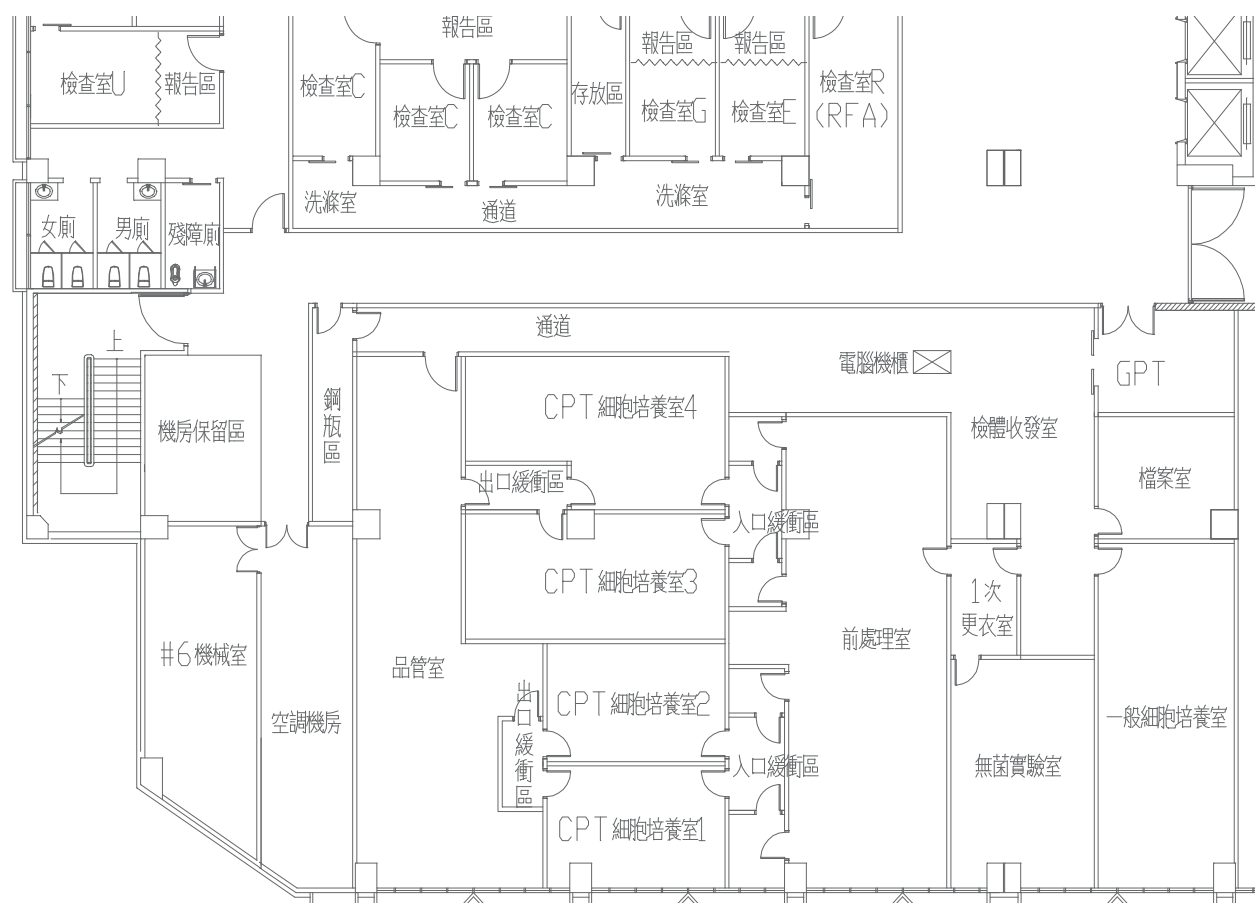 報告區
檢查室U
報告區
檢查室C
檢查室C
檢查室C
存放區
報告區
檢查室G
報告區
檢查室E
檢查室R
(RFA)
洗滌室
通道
洗滌室
女廁
男廁
殘障廁
上
下
機房保留區
鋼瓶區
通道
電腦機櫃
GPT
CPT 細胞培養室4
檢體收發室
檔案室
出口緩衝區
入口緩衝區
CPT 細胞培養室3
1次
更衣室
前處理室
#6機械室
品管室
空調機房
出口緩衝區
CPT 細胞培養室2
入口緩衝區
CPT 細胞培養室1
無菌實驗室
一般細胞培養室